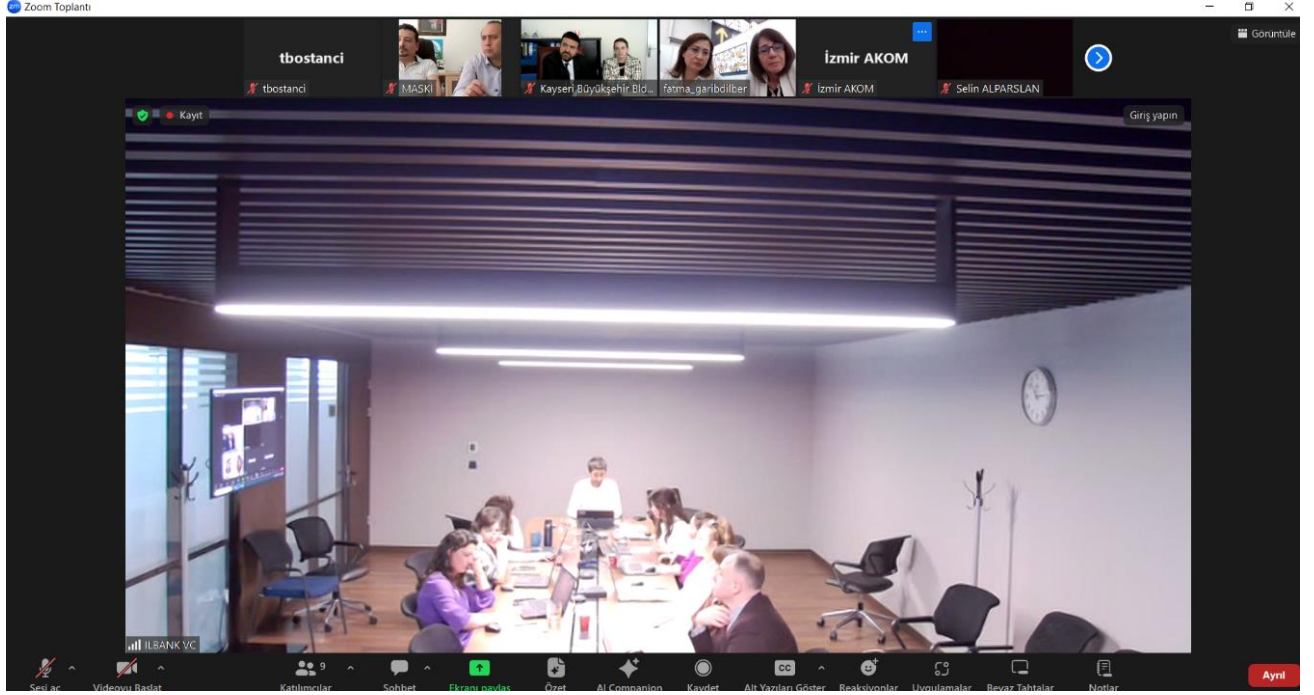 zm Zoom Toplantı
Görüntüle
tbostanci
İzmir AKOM
tbostanci
MASKİ
Kayseri Büyükşehir Bld...
fatma_garibdilber
İzmir AKOM
Selin ALPARSLAN
Kayıt
Giriş yapın
ILBANK VC
9
CC
Sesi aç
Videoyu Başlat
Katılımcılar
Sohbet
Ekranı paylaş
Özet
AI Companion
Kaydet
Alt Yazıları Göster
Reaksiyonlar
Uygulamalar
Beyaz Tahtalar
Notlar
Ayrıl